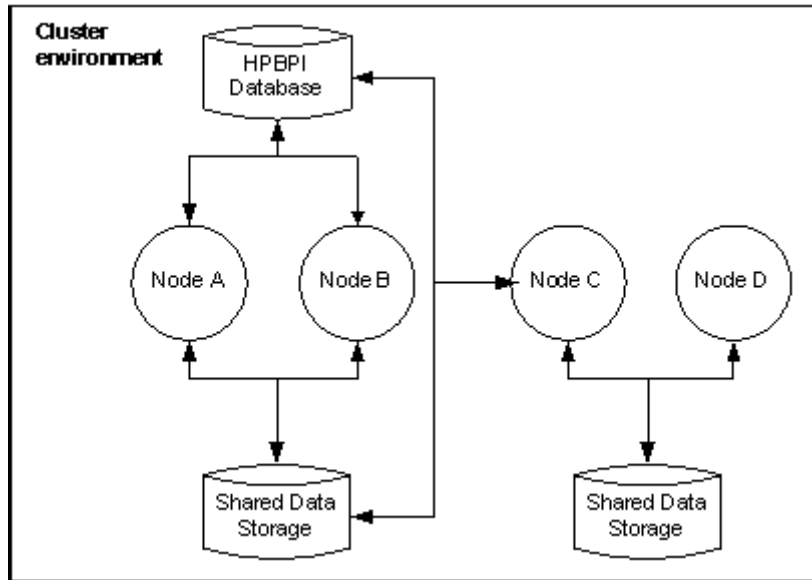 Cluster
environment
HPBPI
Database
Node A
Node B
Node C
Node D
Shared Data
Storage
Shared Data
Storage